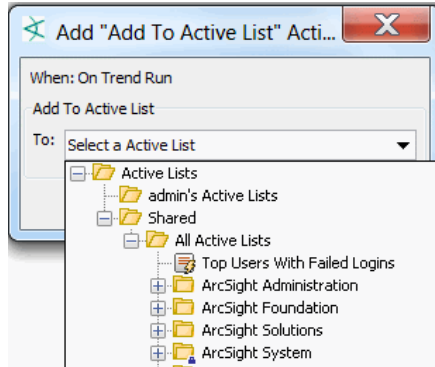 Add "Add To Active List" Acti...
When: On Trend Run
Add To Active List
To: Select a Active List
Active Lists
admin's Active Lists
Shared
All Active Lists
Top Users With Failed Logins
ArcSight Administration
ArcSight Foundation
ArcSight Solutions
ArcSight System